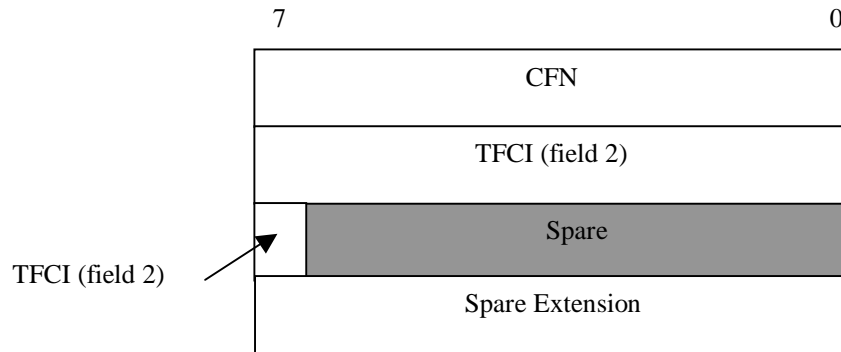 7 0
CFN
TFCI (field 2)
Spare
TFCI (field 2)
Spare Extension